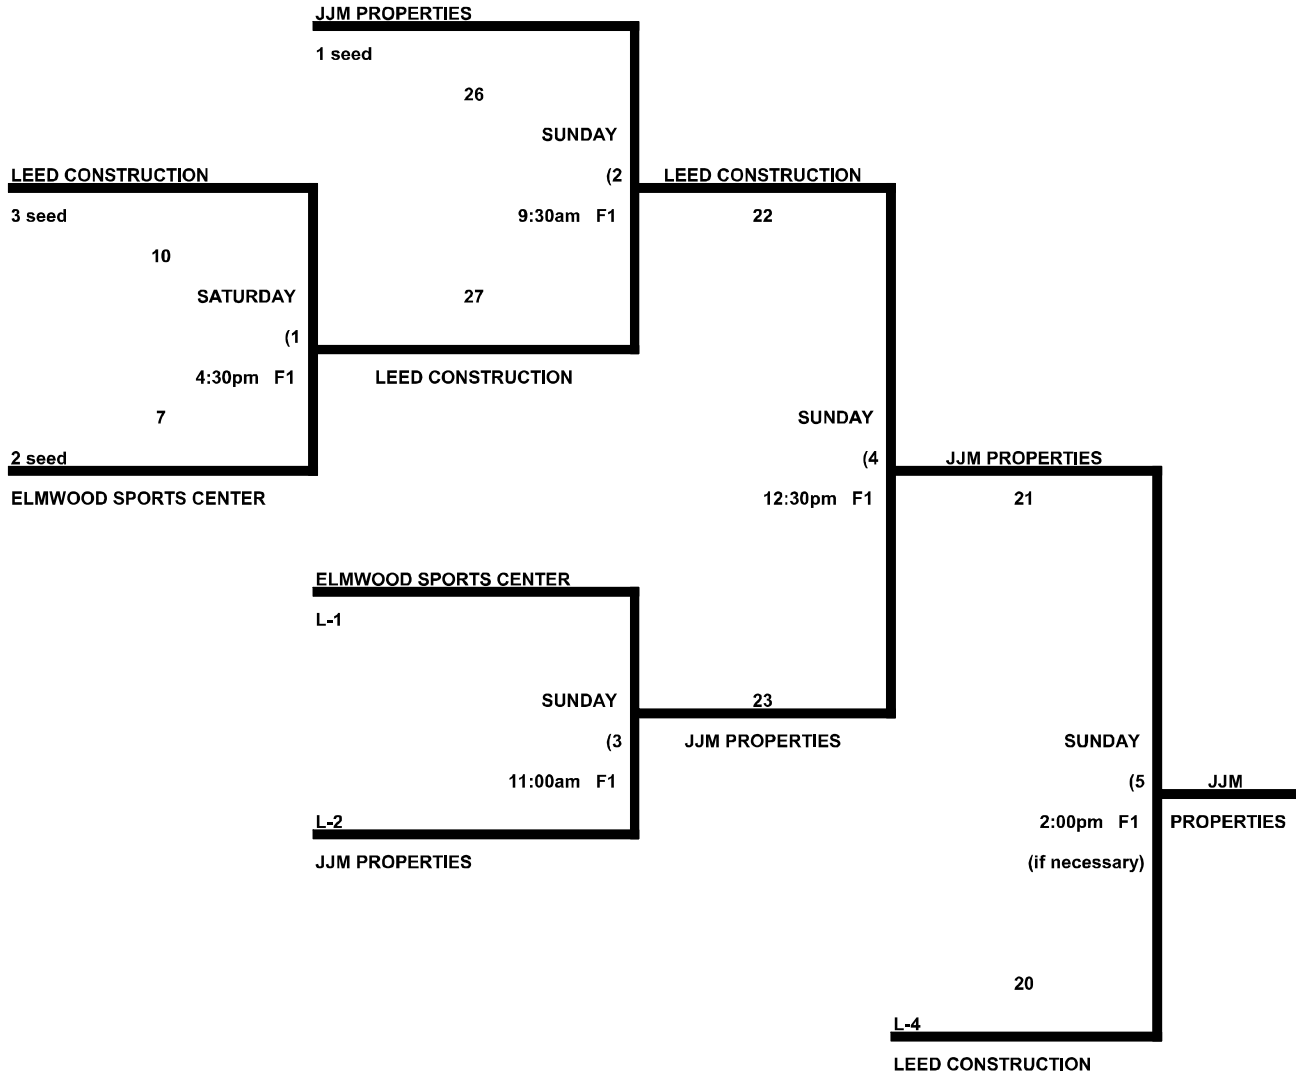 JJM PROPERTIES
1 seed
26
SUNDAY
LEED CONSTRUCTION
(2
LEED CONSTRUCTION
3 seed
9:30am F1
22
10
SATURDAY
27
(1
4:30pm F1
LEED CONSTRUCTION
7
SUNDAY
2 seed
(4
JJM PROPERTIES
ELMWOOD SPORTS CENTER
12:30pm F1
21
ELMWOOD SPORTS CENTER
L-1
SUNDAY
23
(3
JJM PROPERTIES
SUNDAY
11:00am F1
(5
JJM
L-2
2:00pm F1
PROPERTIES
JJM PROPERTIES
(if necessary)
20
L-4
LEED CONSTRUCTION